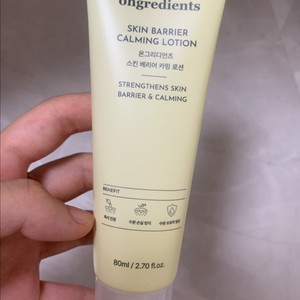 ongredients
SKIN BARRIER
CALMING LOTION
온그리디언츠
스킨 베리어 카밍 로션
STRENGTHENS SKIN
BARRIER & CALMING
BENEFIT
80ml / 2.70 fl.oz.